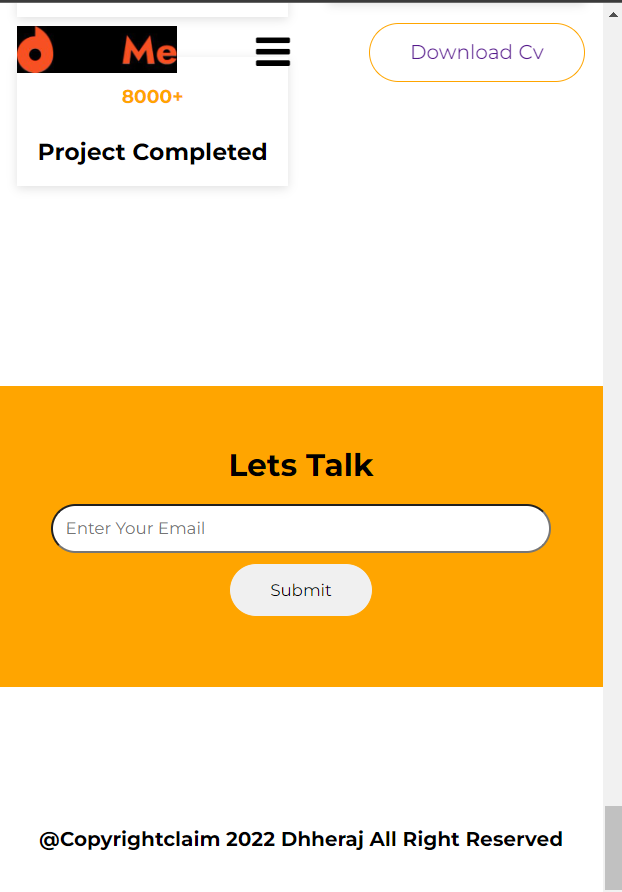 d Me
Download Cv
8000+
Project Completed
Lets Talk
Enter Your Email
Submit
@Copyrightclaim 2022 Dhheraj All Right Reserved